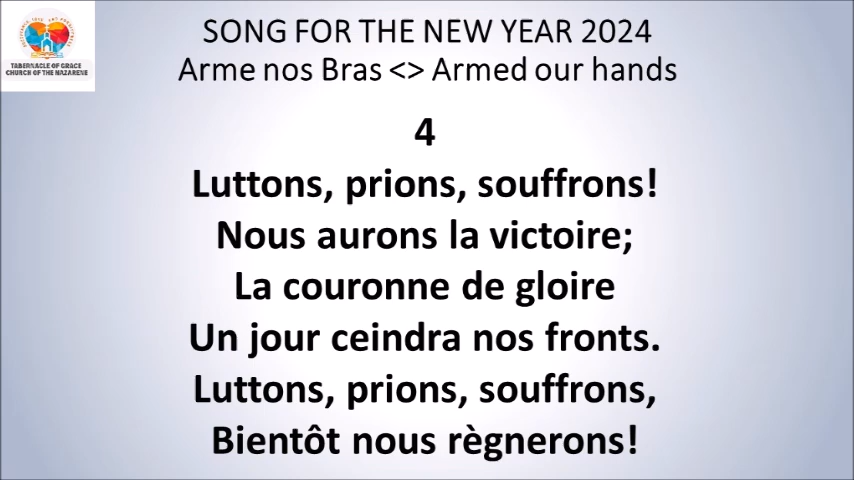 TABERNACLE OF GRACE
CHURCH OF THE NAZARENE
SONG FOR THE NEW YEAR 2024
Arme nos Bras <> Armed our hands
4
Luttons, prions, souffrons!
Nous aurons la victoire;
La couronne de gloire
Un jour ceindra nos fronts.
Luttons, prions, souffrons,
Bientôt nous règnerons!